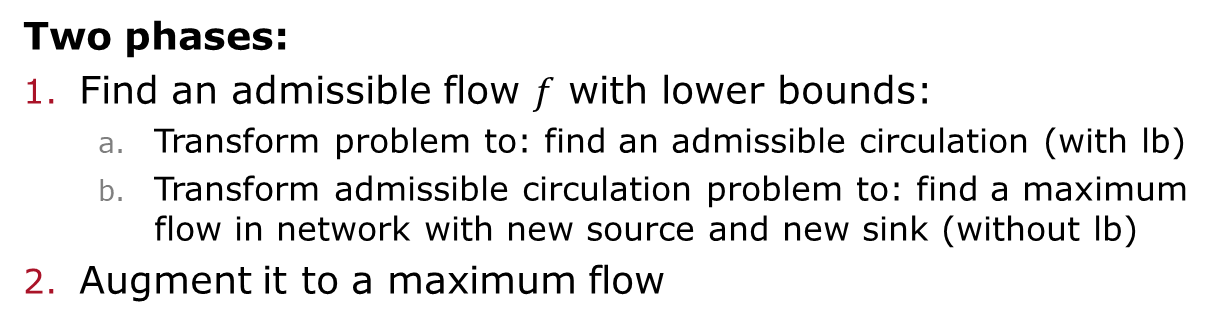 Two phases:
1. Find an admissible flow f with lower bounds:
a. Transform problem to: find an admissible circulation (with lb)
b. Transform admissible circulation problem to: find a maximum
flow in network with new source and new sink (without lb)
2. Augment it to a maximum flow